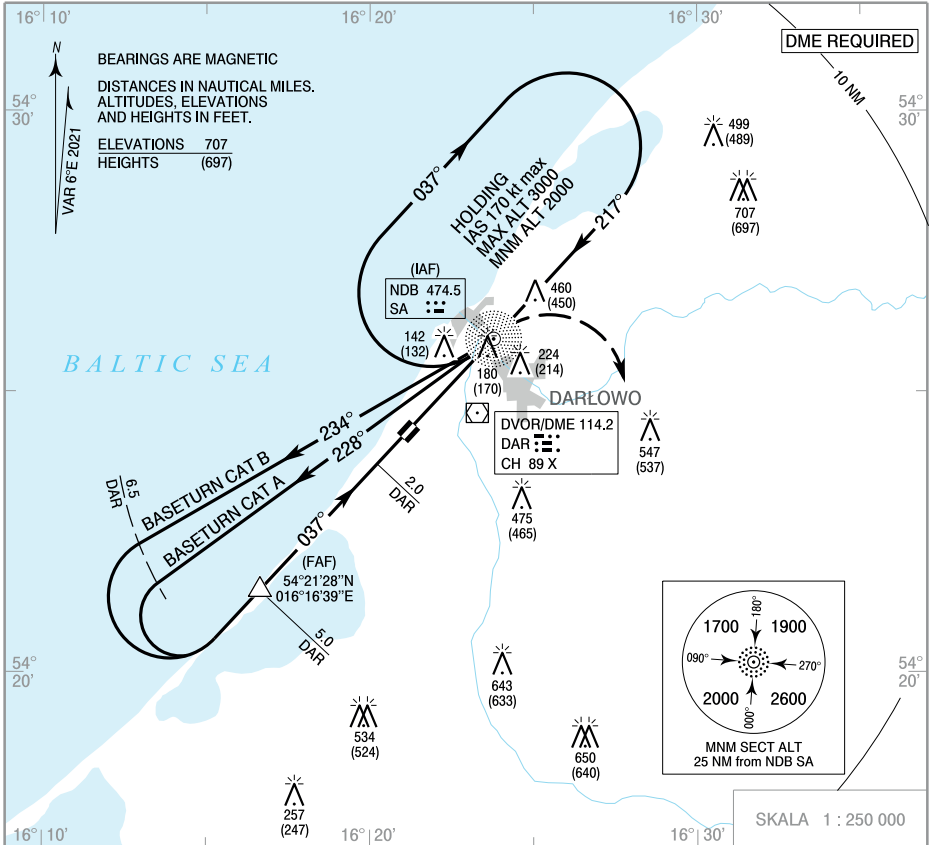 16° 10'
16° 20'
16° 30'
DME REQUIRED
N
BEARINGS ARE MAGNETIC
DISTANCES IN NAUTICAL MILES.
ALTITUDES, ELEVATIONS
AND HEIGHTS IN FEET.
ELEVATIONS 707
HEIGHTS (697)
VAR 6°E 2021
54°
30'
54°
30'
10 NM
499
(489)
707
(697)
037°
HOLDING
IAS 170 kt max
MAX ALT 3000
MNM ALT 2000
217°
(IAF)
NDB 474.5
SA
460
(450)
142
(132)
180
(170)
224
(214)
BALTIC SEA
DARLOWO
DVOR/DME 114.2
DAR
CH 89 X
547
(537)
234°
228°
BASETURN CAT B
BASETURN CAT A
6.5
DAR
2.0
DAR
475
(465)
037°
(FAF)
54°21'28"N
016°16'39"E
5.0
DAR
180°
1700
1900
090°
270°
2000
2600
000°
MNM SECT ALT
25 NM from NDB SA
643
(633)
54°
20'
54°
20'
534
(524)
650
(640)
257
(247)
SKALA 1 : 250 000
16° 10'
16° 20'
16° 30'